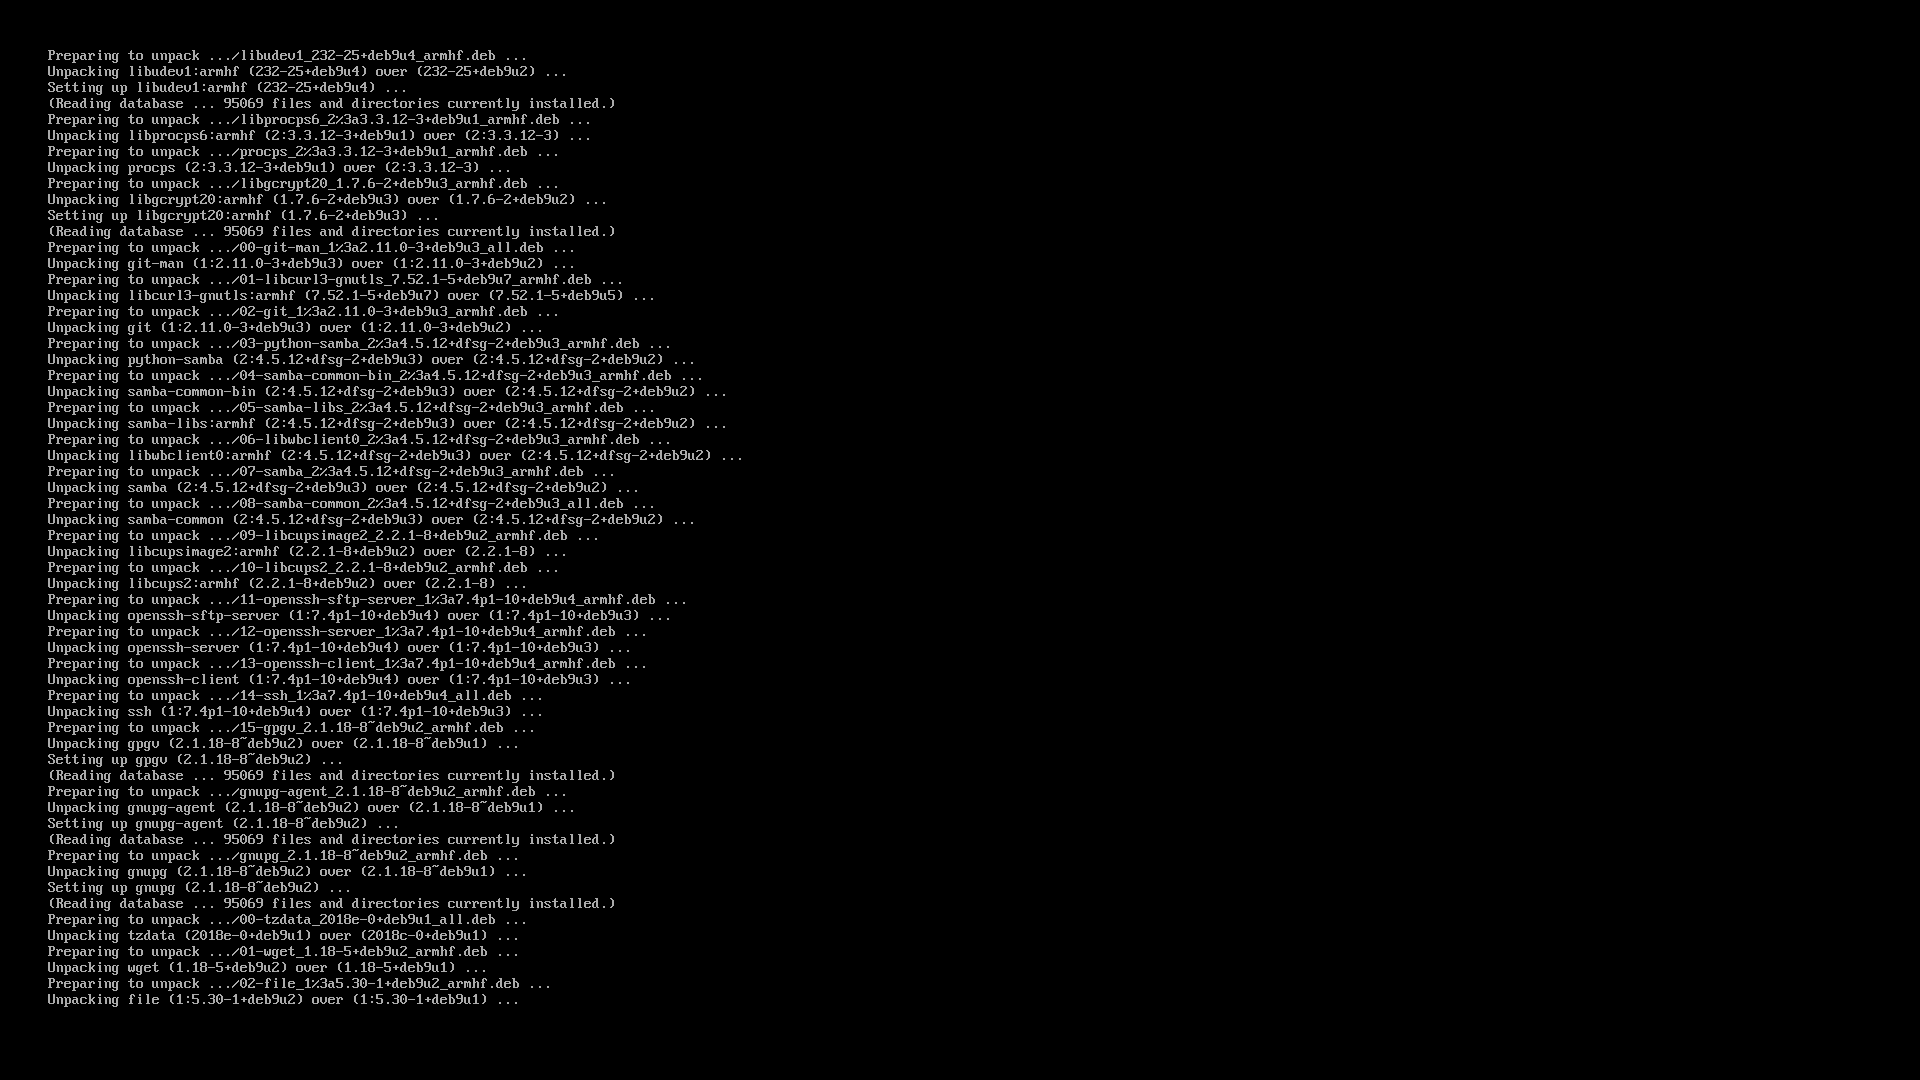 Preparing to unpack .../libudev1_232-25+deb9u4_armhf.deb ...
Unpacking libudev1:armhf (232-25+deb9u4) over (232-25+deb9u2) ...
Setting up libudev1:armhf (232-25+deb9u4) ...
(Reading database ... 95069 files and directories currently installed.)
Preparing to unpack .../libprocps6_2%3a3.3.12-3+deb9u1_armhf.deb ...
Unpacking libprocps6:armhf (2:3.3.12-3+deb9u1) over (2:3.3.12-3) ...
Preparing to unpack .../procps_2%3a3.3.12-3+deb9u1_armhf.deb ...
Unpacking procps (2:3.3.12-3+deb9u1) over (2:3.3.12-3) ...
Preparing to unpack .../libgcrypt20_1.7.6-2+deb9u3_armhf.deb ...
Unpacking libgcrypt20:armhf (1.7.6-2+deb9u3) over (1.7.6-2+deb9u2) ...
Setting up libgcrypt20:armhf (1.7.6-2+deb9u3) ...
(Reading database ... 95069 files and directories currently installed.)
Preparing to unpack .../00-git-man_1%3a2.11.0-3+deb9u3_all.deb ...
Unpacking git-man (1:2.11.0-3+deb9u3) over (1:2.11.0-3+deb9u2) ...
Preparing to unpack .../01-libcurl3-gnutls_7.52.1-5+deb9u7_armhf.deb ...
Unpacking libcurl3-gnutls:armhf (7.52.1-5+deb9u7) over (7.52.1-5+deb9u5) ...
Preparing to unpack .../02-git_1%3a2.11.0-3+deb9u3_armhf.deb ...
Unpacking git (1:2.11.0-3+deb9u3) over (1:2.11.0-3+deb9u2) ...
Preparing to unpack .../03-python-samba_2%3a4.5.12+dfsg-2+deb9u3_armhf.deb ...
Unpacking python-samba (2:4.5.12+dfsg-2+deb9u3) over (2:4.5.12+dfsg-2+deb9u2) ...
Preparing to unpack .../04-samba-common-bin_2%3a4.5.12+dfsg-2+deb9u3_armhf.deb ...
Unpacking samba-common-bin (2:4.5.12+dfsg-2+deb9u3) over (2:4.5.12+dfsg-2+deb9u2) ...
Preparing to unpack .../05-samba-libs_2%3a4.5.12+dfsg-2+deb9u3_armhf.deb ...
Unpacking samba-libs:armhf (2:4.5.12+dfsg-2+deb9u3) over (2:4.5.12+dfsg-2+deb9u2) ...
Preparing to unpack .../06-libwbclient0_2%3a4.5.12+dfsg-2+deb9u3_armhf.deb ...
Unpacking libwbclient0:armhf (2:4.5.12+dfsg-2+deb9u3) over (2:4.5.12+dfsg-2+deb9u2) ...
Preparing to unpack .../07-samba_2%3a4.5.12+dfsg-2+deb9u3_armhf.deb ...
Unpacking samba (2:4.5.12+dfsg-2+deb9u3) over (2:4.5.12+dfsg-2+deb9u2) ...
Preparing to unpack .../08-samba-common_2%3a4.5.12+dfsg-2+deb9u3_all.deb ...
Unpacking samba-common (2:4.5.12+dfsg-2+deb9u3) over (2:4.5.12+dfsg-2+deb9u2) ...
Preparing to unpack .../09-libcupsimage2_2.2.1-8+deb9u2_armhf.deb ...
Unpacking libcupsimage2:armhf (2.2.1-8+deb9u2) over (2.2.1-8) ...
Preparing to unpack .../10-libcups2_2.2.1-8+deb9u2_armhf.deb ...
Unpacking libcups2:armhf (2.2.1-8+deb9u2) over (2.2.1-8) ...
Preparing to unpack .../11-openssh-sftp-server_1%3a7.4p1-10+deb9u4_armhf.deb ...
Unpacking openssh-sftp-server (1:7.4p1-10+deb9u4) over (1:7.4p1-10+deb9u3) ...
Preparing to unpack .../12-openssh-server_1%3a7.4p1-10+deb9u4_armhf.deb ...
Unpacking openssh-server (1:7.4p1-10+deb9u4) over (1:7.4p1-10+deb9u3) ...
Preparing to unpack .../13-openssh-client_1%3a7.4p1-10+deb9u4_armhf.deb ...
Unpacking openssh-client (1:7.4p1-10+deb9u4) over (1:7.4p1-10+deb9u3) ...
Preparing to unpack .../14-ssh_1%3a7.4p1-10+deb9u4_all.deb ...
Unpacking ssh (1:7.4p1-10+deb9u4) over (1:7.4p1-10+deb9u3) ...
Preparing to unpack .../15-gpgv_2.1.18-8~deb9u2_armhf.deb ...
Unpacking gpgv (2.1.18-8~deb9u2) over (2.1.18-8~deb9u1) ...
Setting up gpgv (2.1.18-8~deb9u2) ...
(Reading database ... 95069 files and directories currently installed.)
Preparing to unpack .../gnupg-agent_2.1.18-8~deb9u2_armhf.deb ...
Unpacking gnupg-agent (2.1.18-8~deb9u2) over (2.1.18-8~deb9u1) ...
Setting up gnupg-agent (2.1.18-8~deb9u2) ...
(Reading database ... 95069 files and directories currently installed.)
Preparing to unpack .../gnupg_2.1.18-8~deb9u2_armhf.deb ...
Unpacking gnupg (2.1.18-8~deb9u2) over (2.1.18-8~deb9u1) ...
Setting up gnupg (2.1.18-8~deb9u2) ...
(Reading database ... 95069 files and directories currently installed.)
Preparing to unpack .../00-tzdata_2018e-0+deb9u1_all.deb ...
Unpacking tzdata (2018e-0+deb9u1) over (2018c-0+deb9u1) ...
Preparing to unpack .../01-wget_1.18-5+deb9u2_armhf.deb ...
Unpacking wget (1.18-5+deb9u2) over (1.18-5+deb9u1) ...
Preparing to unpack .../02-file_1%3a5.30-1+deb9u2_armhf.deb ...
Unpacking file (1:5.30-1+deb9u2) over (1:5.30-1+deb9u1) ...